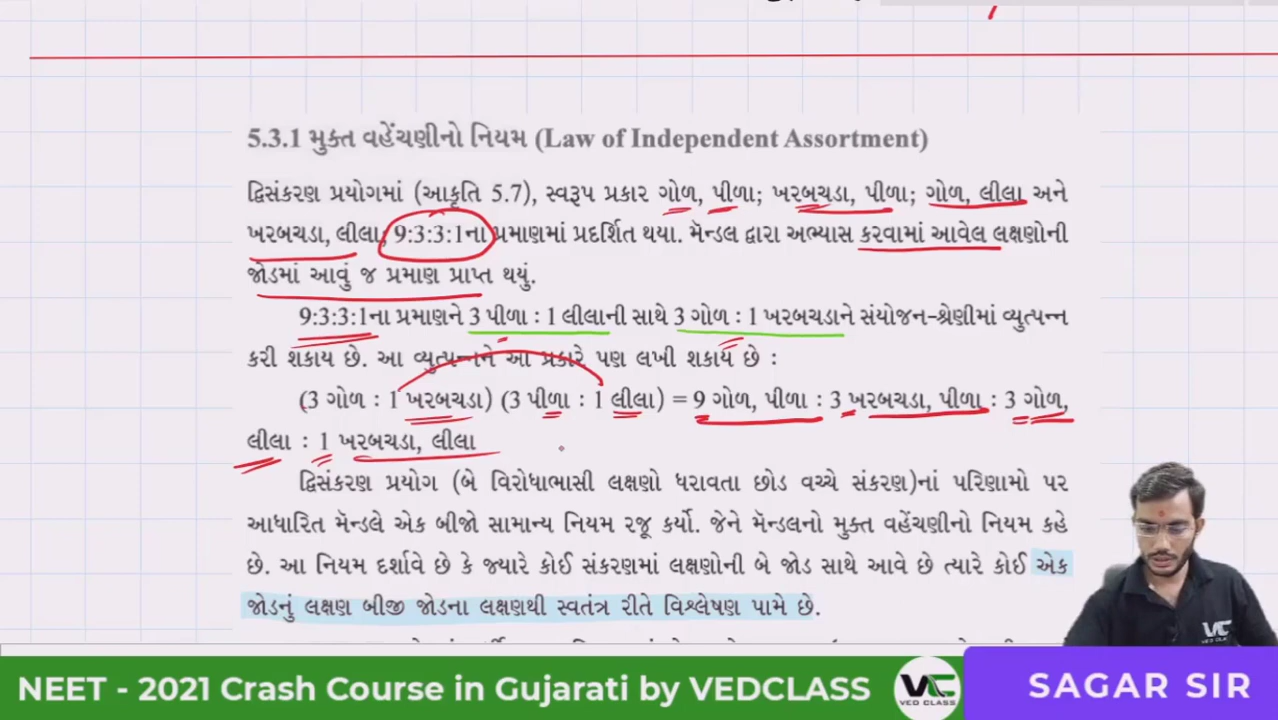 5.3.1 મુક્ત વહેંચણીનો નિયમ (Law of Independent Assortment)
દ્વિસંકરણ પ્રયોગમાં (આકૃતિ 5.7), સ્વરૂપ પ્રકાર ગોળ, પીળા; ખરબચડા, પીળા; ગોળ, લીલા અને
ખરબચડા, લીલા, 9:3:3:1ના પ્રમાણમાં પ્રદર્શિત થયા. મૅન્ડલ દ્વારા અભ્યાસ કરવામાં આવેલ લક્ષણોની
જોડમાં આવું જ પ્રમાણ પ્રાપ્ત થયું.
9:3:3:1ના પ્રમાણને 3 પીળા : 1 લીલાની સાથે 3 ગોળ : 1 ખરબચડાને સંયોજન-શ્રેણીમાં વ્યુત્પન્ન
કરી શકાય છે. આ વ્યુત્પન્નને આ પ્રકારે પણ લખી શકાય છે :
(3 ગોળ : 1 ખરબચડા) (3 પીળા : 1 લીલા) = 9 ગોળ, પીળા : 3 ખરબચડા, પીળા : 3 ગોળ,
લીલા : 1 ખરબચડા, લીલા
દ્વિસંકરણ પ્રયોગ (બે વિરોધાભાસી લક્ષણો ધરાવતા છોડ વચ્ચે સંકરણ)નાં પરિણામો પર
આધારિત મૅન્ડલે એક બીજો સામાન્ય નિયમ રજૂ કર્યો. જેને મૅન્ડલનો મુક્ત વહેંચણીનો નિયમ કહે
છે. આ નિયમ દર્શાવે છે કે જ્યારે કોઈ સંકરણમાં લક્ષણોની બે જોડ સાથે આવે છે ત્યારે કોઈ એક
જોડનું લક્ષણ બીજી જોડના લક્ષણથી સ્વતંત્ર રીતે વિશ્લેષણ પામે છે.
VC
VED CLASS
NEET - 2021 Crash Course in Gujarati by VEDCLASS
VC
VED CLASS
SAGAR SIR